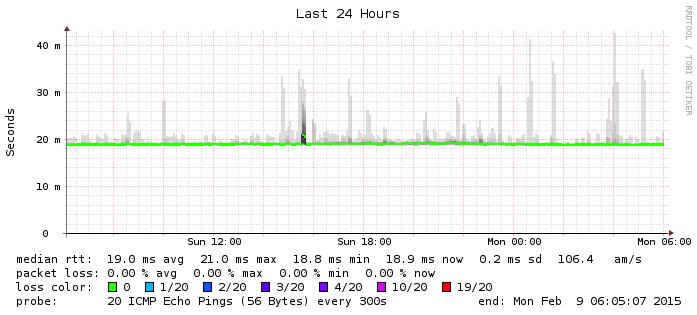 Last 24 Hours
RRDTOOL / TOBI OETIKER
Seconds
40 m
30 m
20 m
10 m
0
Sun 12:00 Sun 18:00 Mon 00:00 Mon 06:00
median rtt: 19.0 ms avg 21.0 ms max 18.8 ms min 18.9 ms now 0.2 ms sd 106.4 am/s
packet loss: 0.00 % avg 0.00 % max 0.00 % min 0.00 % now
loss color: 0 1/20 2/20 3/20 4/20 10/20 19/20
probe: 20 ICMP Echo Pings (56 Bytes) every 300s end: Mon Feb 9 06:05:07 2015